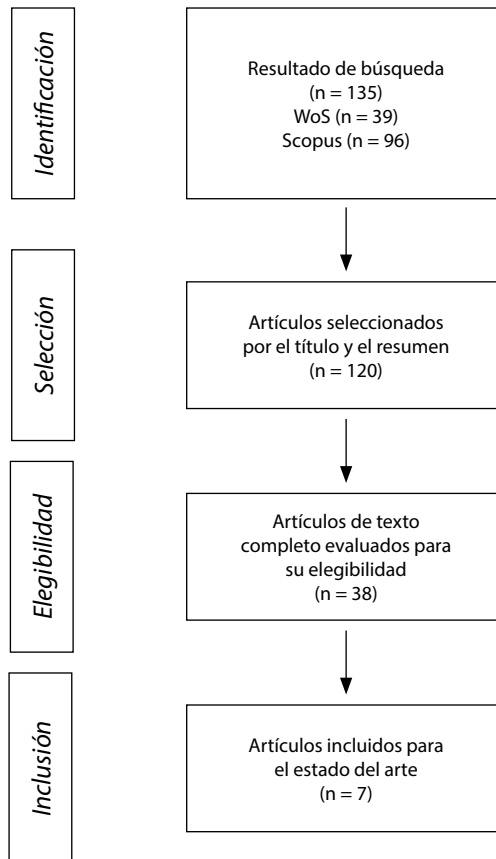 Identificación
Resultado de búsqueda
(n = 135)
WoS (n = 39)
Scopus (n = 96)
Selección
Artículos seleccionados
por el título y el resumen
(n = 120)
Elegibilidad
Artículos de texto
completo evaluados para
su elegibilidad
(n = 38)
Inclusión
Artículos incluidos para
el estado del arte
(n = 7)